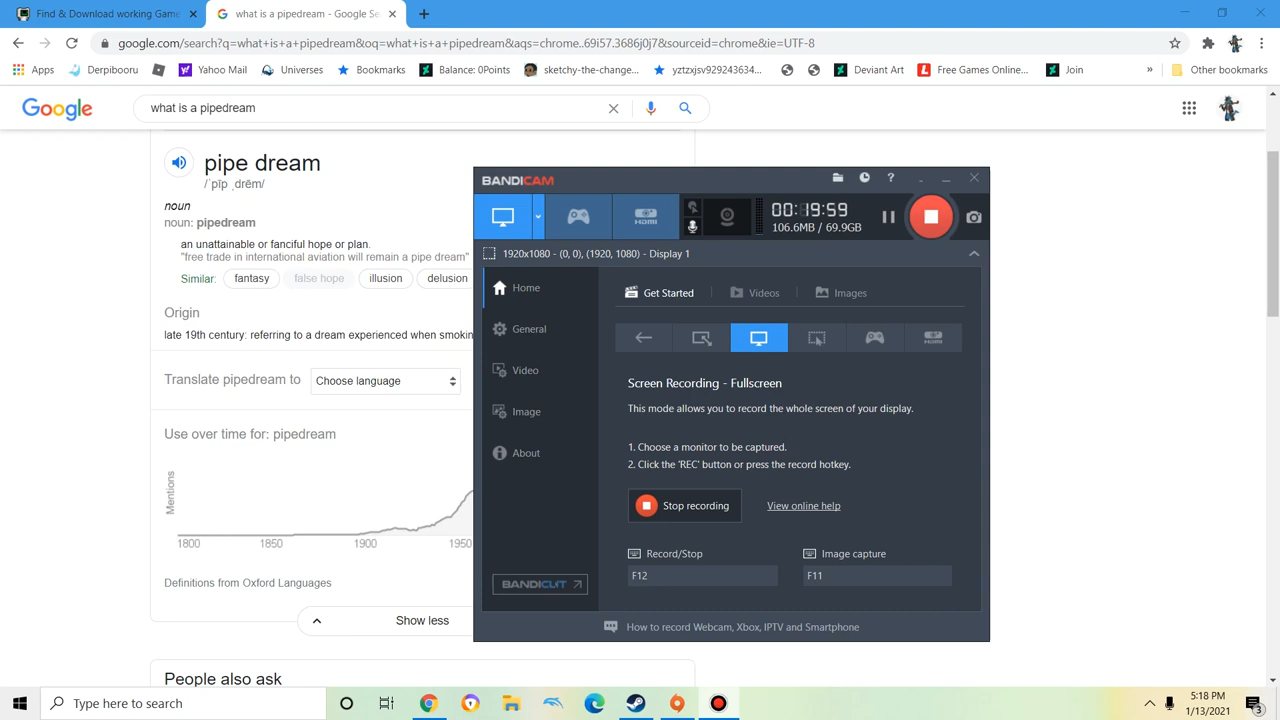 Find & Download working Game
what is a pipe dream - Google Se
google.com/search?q=what+is+a+pipedream&oq=what+is+a+pipedream&aqs=chrome..69i57.3686j0j7&sourceid=chrome&ie=UTF-8
Apps Derpibooru Yahoo Mail Universes Bookmarks Balance: 0Points sketchy-the-change... yztzxjsv929243634... Deviant Art Free Games Online... Join » Other bookmarks
Google what is a pipedream
pipe dream
/ˈpīp ˌdrēm/
noun
noun: pipedream
an unattainable or fanciful hope or plan.
"free trade in international aviation will remain a pipe dream"
Similar: fantasy false hope illusion delusion
Origin
late 19th century: referring to a dream experienced when smokin
Translate pipedream to Choose language
Use over time for: pipedream
Mentions
1800 1850 1900 1950
Definitions from Oxford Languages
Show less
People also ask
BANDICAM
HDMI
00:19:59
106.6MB / 69.9GB
1920x1080 - (0, 0), (1920, 1080) - Display 1
Home
General
Video
Image
About
BANDICUT
Get Started Videos Images
HDMI
Screen Recording - Fullscreen
This mode allows you to record the whole screen of your display.
1. Choose a monitor to be captured.
2. Click the 'REC' button or press the record hotkey.
Stop recording View online help
Record/Stop Image capture
F12 F11
How to record Webcam, Xbox, IPTV and Smartphone
Type here to search
5:18 PM
1/13/2021
3